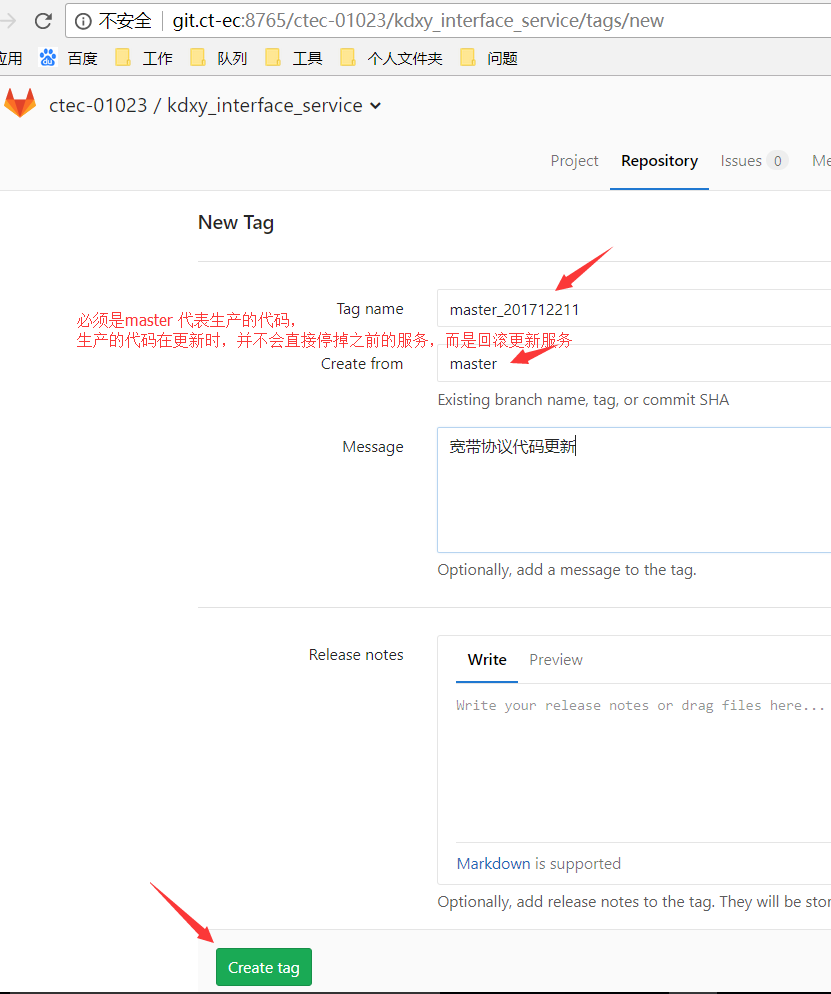 不安全 git.ct-ec:8765/ctec-01023/kdxy_interface_service/tags/new
应用 百度 工作 队列 工具 个人文件夹 问题
ctec-01023 / kdxy_interface_service
Project Repository Issues 0 Me
New Tag
Tag name master_201712211
必须是master 代表生产的代码，
生产的代码在更新时，并不会直接停掉之前的服务，而是回滚更新服务
Create from master
Existing branch name, tag, or commit SHA
Message 宽带协议代码更新
Optionally, add a message to the tag.
Release notes Write Preview
Write your release notes or drag files here...
Markdown is supported
Optionally, add release notes to the tag. They will be stor
Create tag